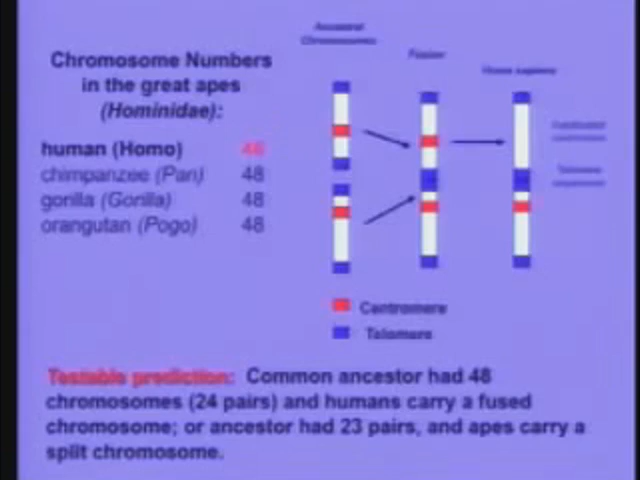 Ancestral
Chromosomes
Fusion
Homo sapiens
Chromosome Numbers
in the great apes
(Hominidae):
human (Homo) 46
chimpanzee (Pan) 48
gorilla (Gorilla) 48
orangutan (Pogo) 48
Centromere
Telomere
Testable prediction: Common ancestor had 48
chromosomes (24 pairs) and humans carry a fused
chromosome; or ancestor had 23 pairs, and apes carry a
split chromosome.